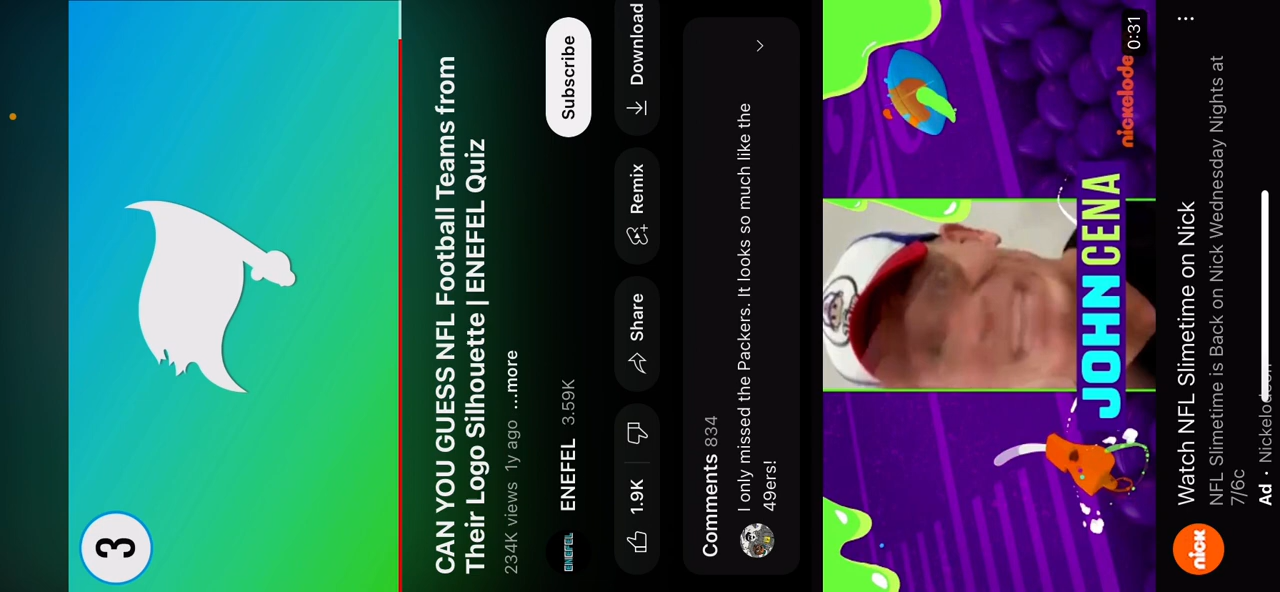 3
CAN YOU GUESS NFL Football Teams from
Their Logo Silhouette | ENEFEL Quiz
234K views 1y ago ...more
ENEFEL
ENEFEL 3.59K
Subscribe
1.9K
Share
Remix
Download
Comments 834
I only missed the Packers. It looks so much like the
49ers!
JOHN CENA
nickelode
0:31
nick
Watch NFL Slimetime on Nick
NFL Slimetime is Back on Nick Wednesday Nights at
7/6c
Ad · Nickelodeon